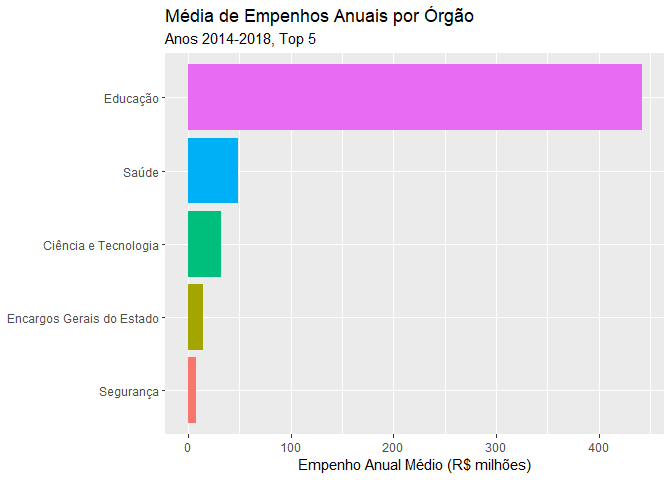 Média de Empenhos Anuais por Órgão
Anos 2014-2018, Top 5
Educação
Saúde
Ciência e Tecnologia
Encargos Gerais do Estado
Segurança
0 100 200 300 400
Empenho Anual Médio (R$ milhões)